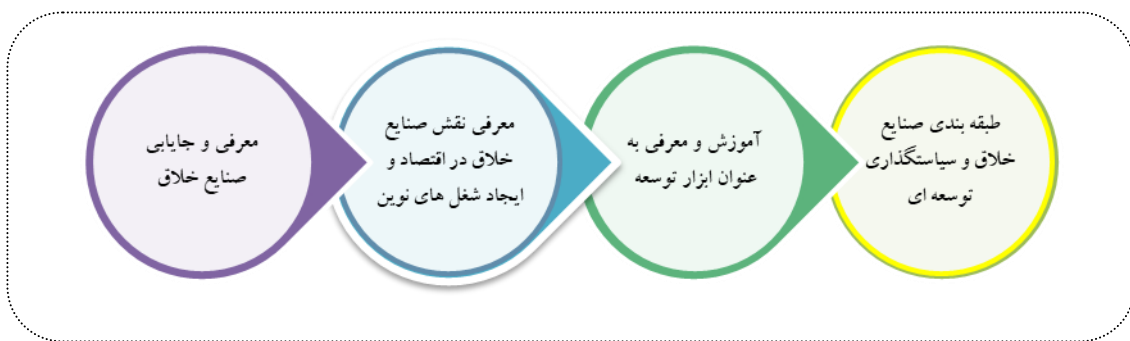 معرفی و جایابی
صنایع خلاق
معرفی نقش صنایع
خلاق در اقتصاد و
ایجاد شغل های نوین
آموزش و معرفی به
عنوان ابزار توسعه
طبقه بندی صنایع
خلاق و سیاستگذاری
توسعه ای